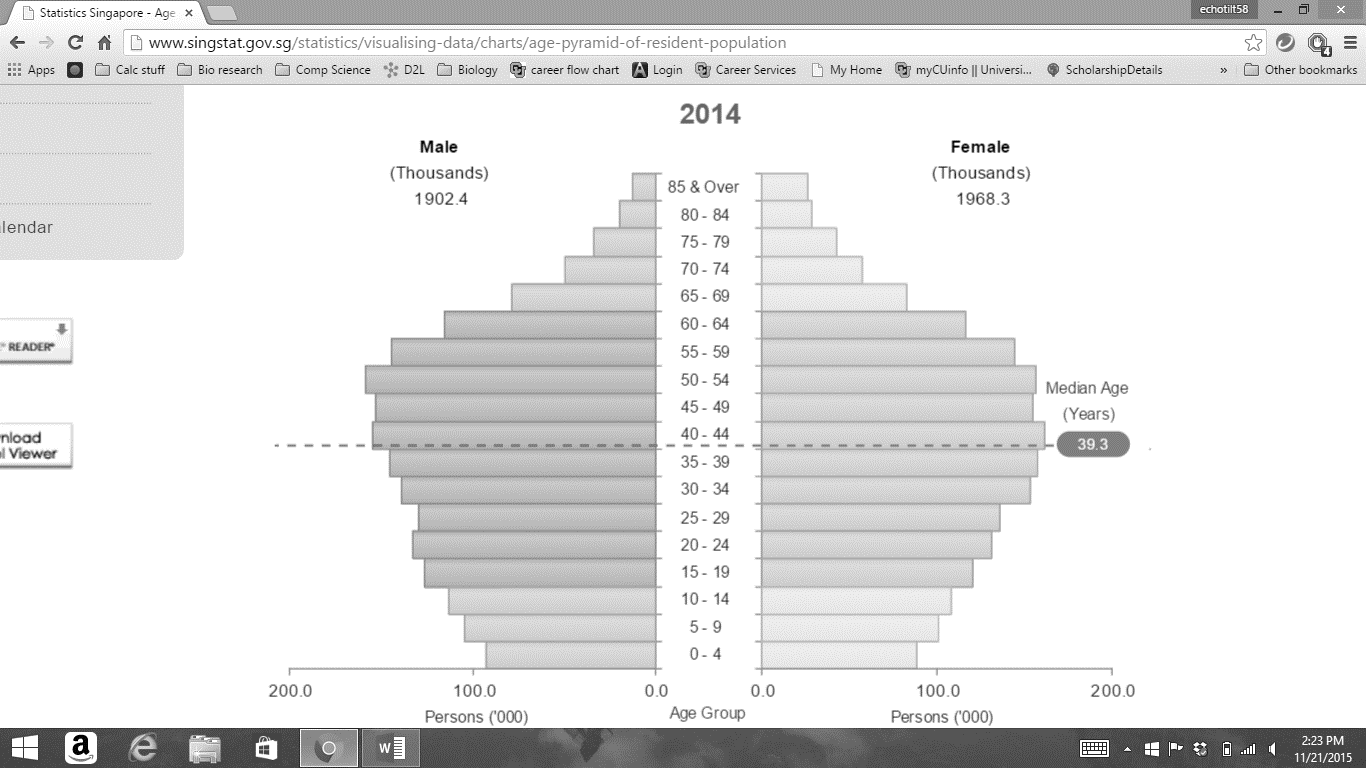 Statistics Singapore - Age
echotilt58
www.singstat.gov.sg/statistics/visualising-data/charts/age-pyramid-of-resident-population
4
Apps Calc stuff Bio research Comp Science D2L Biology career flow chart Login Career Services My Home myCUinfo || Universi... ScholarshipDetails » Other bookmarks
2014
Male
(Thousands)
1902.4
Female
(Thousands)
1968.3
85 & Over
80 - 84
75 - 79
70 - 74
65 - 69
60 - 64
55 - 59
50 - 54
45 - 49
40 - 44
35 - 39
30 - 34
25 - 29
20 - 24
15 - 19
10 - 14
5 - 9
0 - 4
Median Age
(Years)
39.3
200.0 100.0 0.0 0.0 100.0 200.0
Persons ('000) Age Group Persons ('000)
READER
2:23 PM
11/21/2015